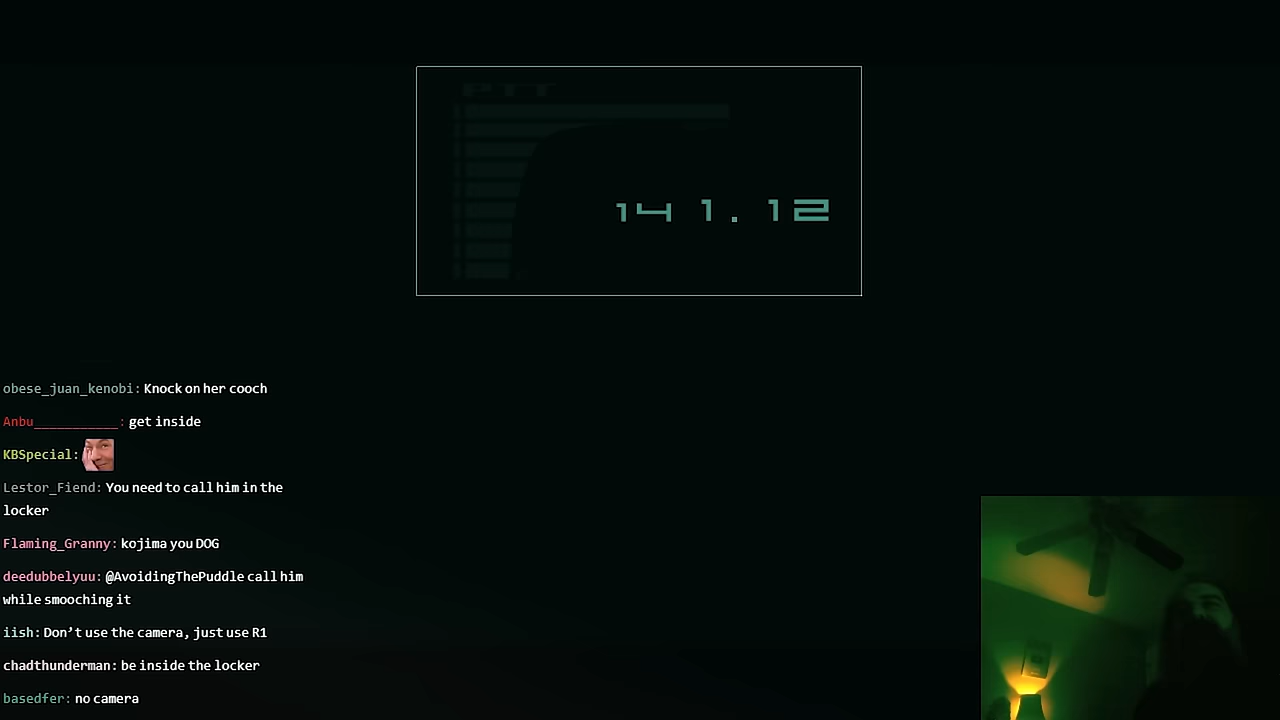 PTT
141.12
obese_juan_kenobi: Knock on her cooch
Anbu___________: get inside
KBSpecial:
Lestor_Fiend: You need to call him in the
locker
Flaming_Granny: kojima you DOG
deedubbelyuu: @AvoidingThePuddle call him
while smooching it
iish: Don’t use the camera, just use R1
chadthunderman: be inside the locker
basedfer: no camera